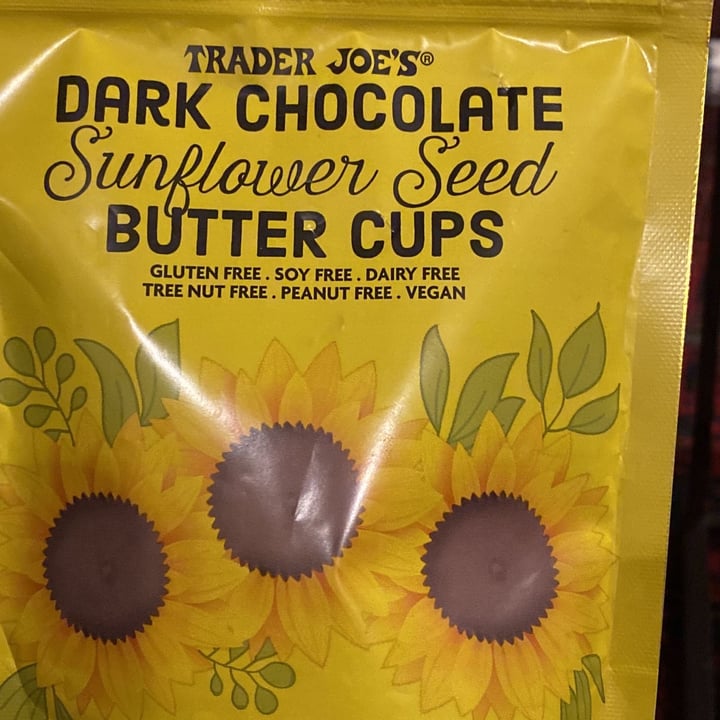 TRADER JOE'S®
DARK CHOCOLATE
Sunflower Seed
BUTTER CUPS
GLUTEN FREE . SOY FREE . DAIRY FREE
TREE NUT FREE . PEANUT FREE . VEGAN